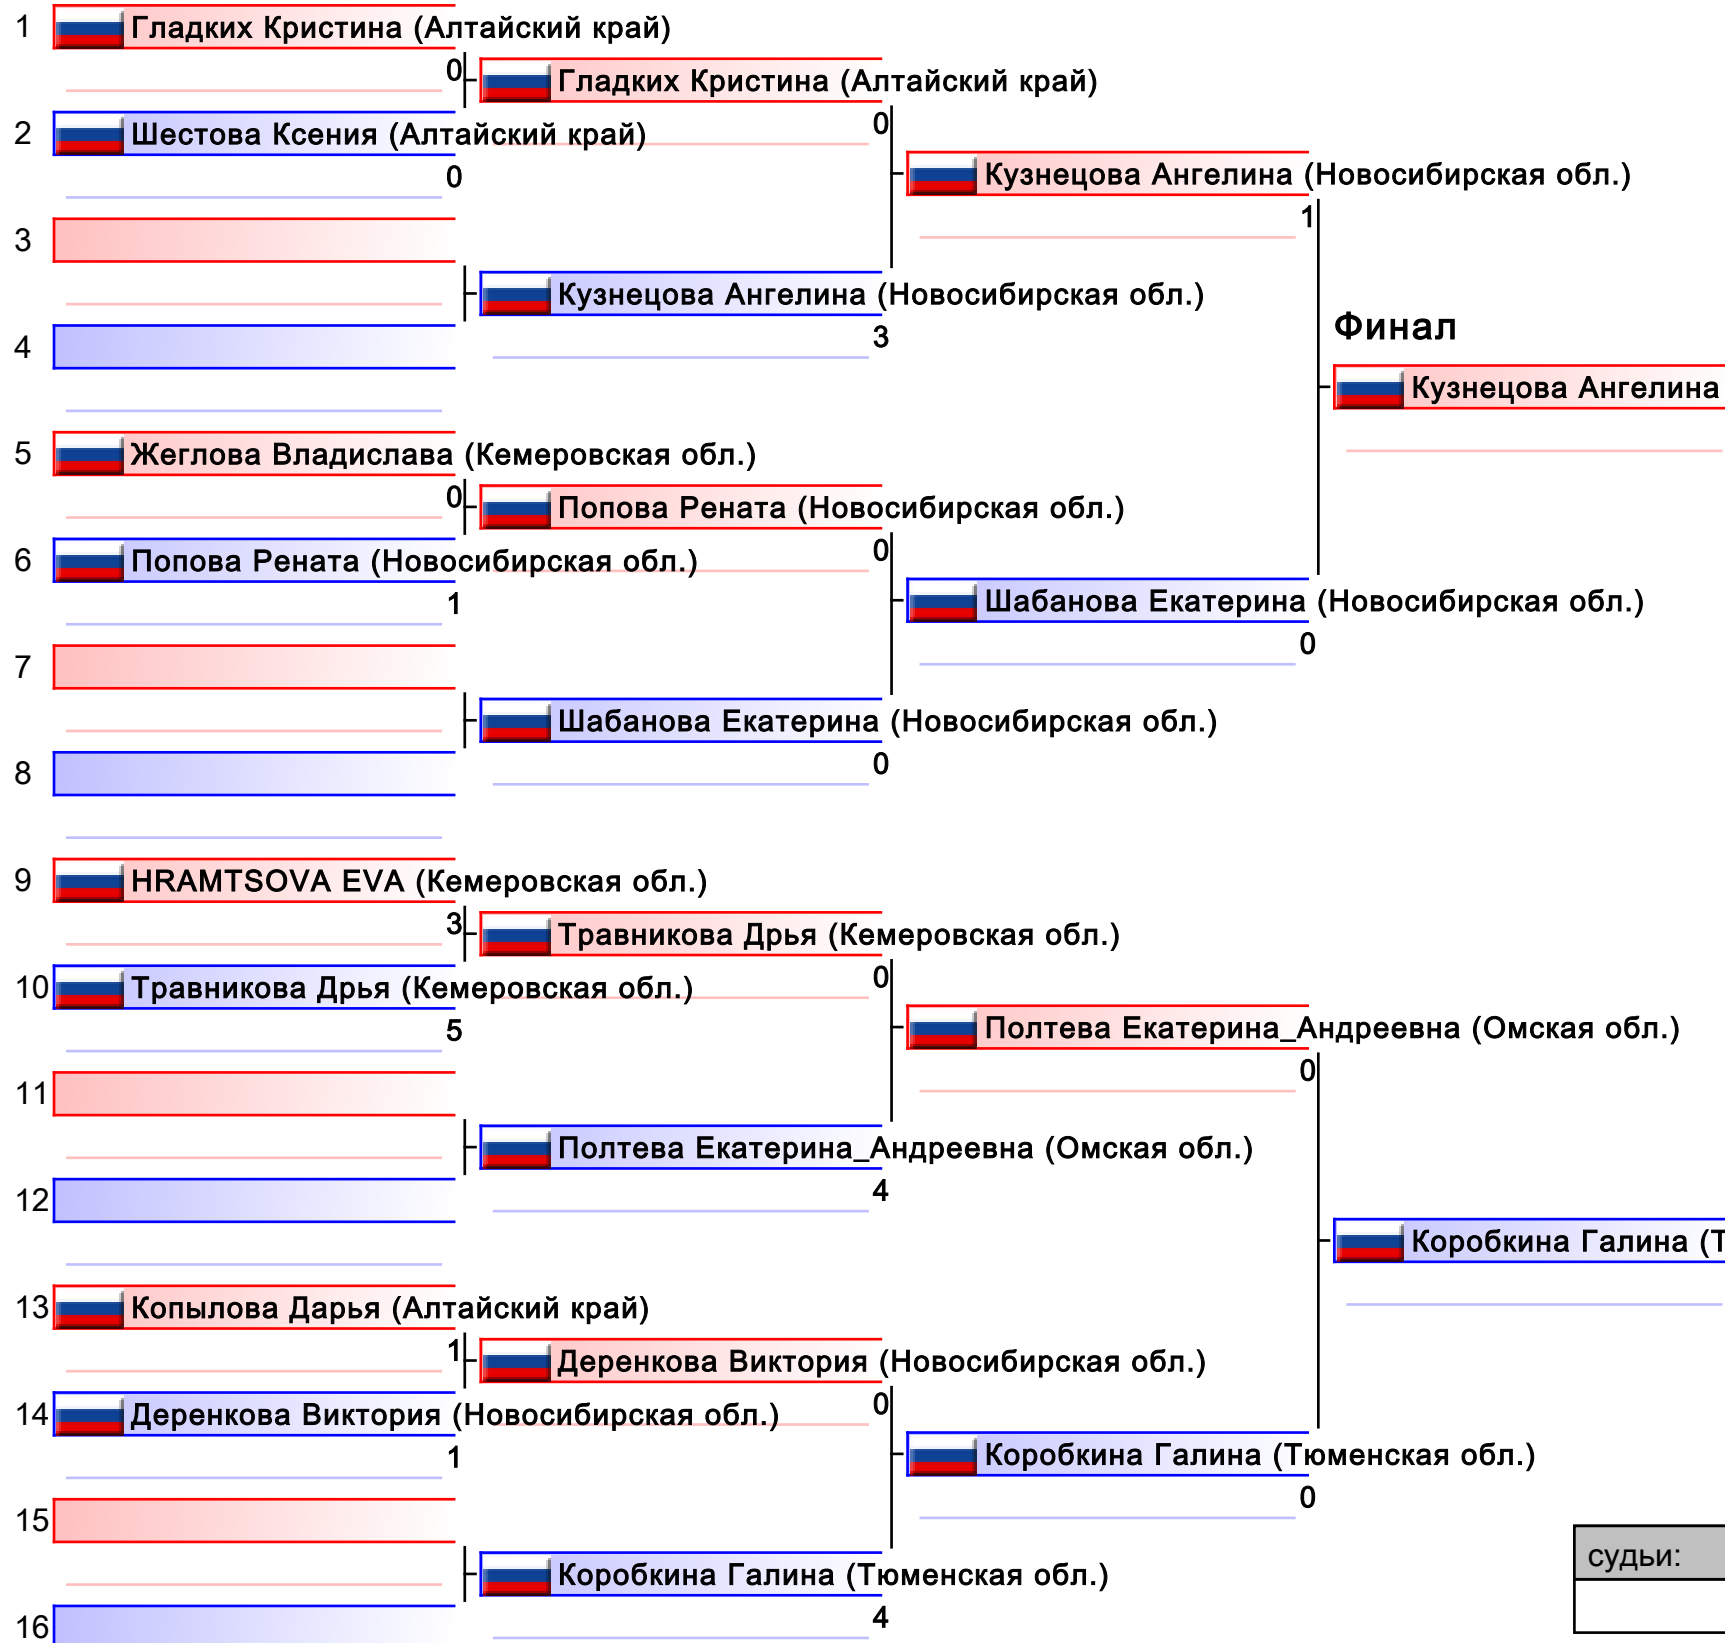 1 Гладких Кристина (Алтайский край)
0 Гладких Кристина (Алтайский край)
0
2 Шестова Ксения (Алтайский край)
0 Кузнецова Ангелина (Новосибирская обл.)
1
3
Кузнецова Ангелина (Новосибирская обл.)
3
4
Финал
Кузнецова Ангелина
5 Жеглова Владислава (Кемеровская обл.)
0 Попова Рената (Новосибирская обл.)
0
6 Попова Рената (Новосибирская обл.)
1 Шабанова Екатерина (Новосибирская обл.)
0
7
Шабанова Екатерина (Новосибирская обл.)
0
8
9 HRAMTSOVA EVA (Кемеровская обл.)
3 Травникова Дрья (Кемеровская обл.)
0
10 Травникова Дрья (Кемеровская обл.)
5 Полтева Екатерина_Андреевна (Омская обл.)
0
11
Полтева Екатерина_Андреевна (Омская обл.)
4
12
Коробкина Галина (Т
13 Копылова Дарья (Алтайский край)
1 Деренкова Виктория (Новосибирская обл.)
0
14 Деренкова Виктория (Новосибирская обл.)
1 Коробкина Галина (Тюменская обл.)
0
15
Коробкина Галина (Тюменская обл.)
4
16
судьи: